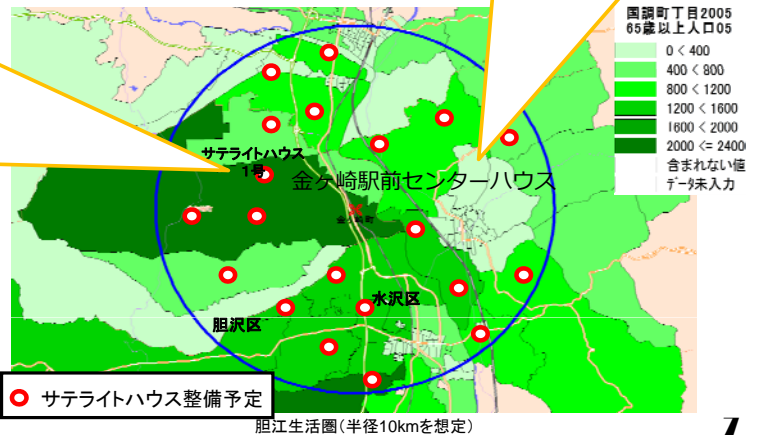 国調町丁目2005
65歳以上人口05
0 < 400
400 < 800
800 < 1200
1200 < 1600
1600 < 2000
2000 <= 24000
含まれない値
データ未入力
サテライトハウス
1号
金ヶ崎駅前センターハウス
金ヶ崎町
水沢区
胆沢区
サテライトハウス整備予定
胆江生活圏(半径10kmを想定)
7